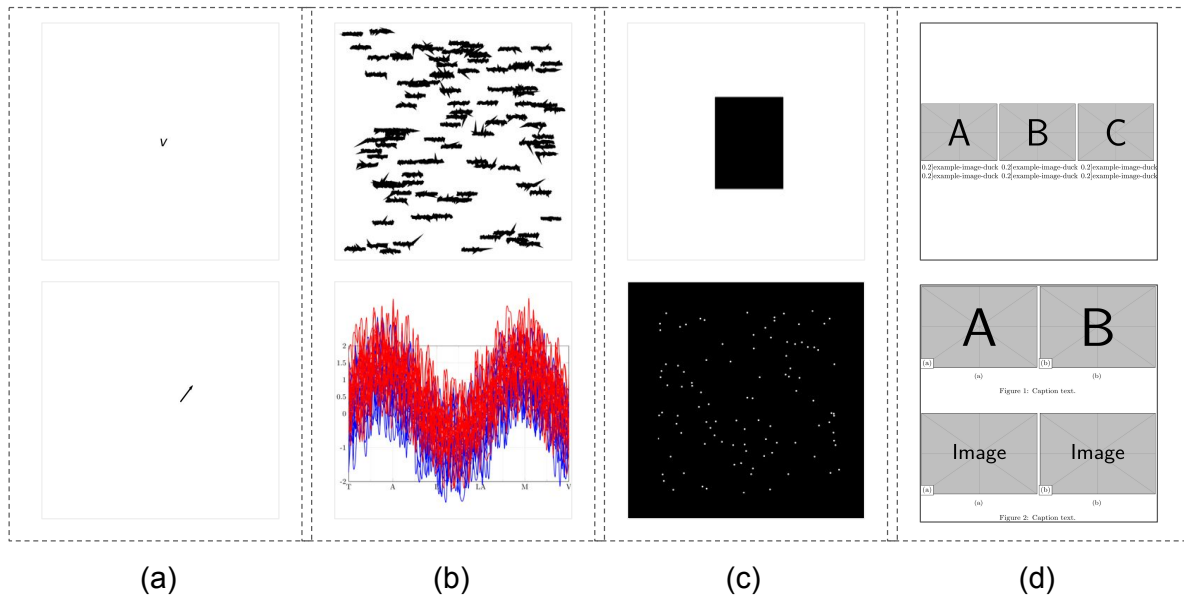 v
A B C
0.2]example-image-duck 0.2]example-image-duck 0.2]example-image-duck
0.2]example-image-duck 0.2]example-image-duck 0.2]example-image-duck
2
1.5
1
0.5
0
-1
-2
T A LA M V
A B
(a) (b)
(a) (b)
Figure 1: Caption text.
Image Image
(a) (b)
(a) (b)
Figure 2: Caption text.
(a) (b) (c) (d)